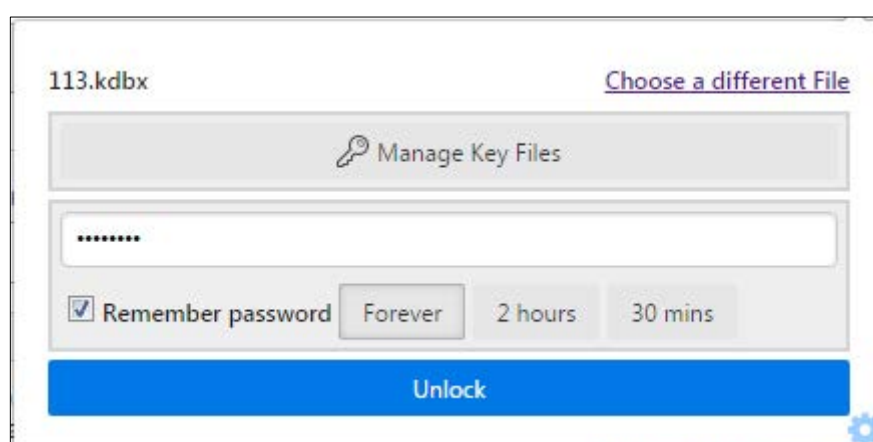 113.kdbx Choose a different File
Manage Key Files
••••••••
Remember password Forever 2 hours 30 mins
Unlock